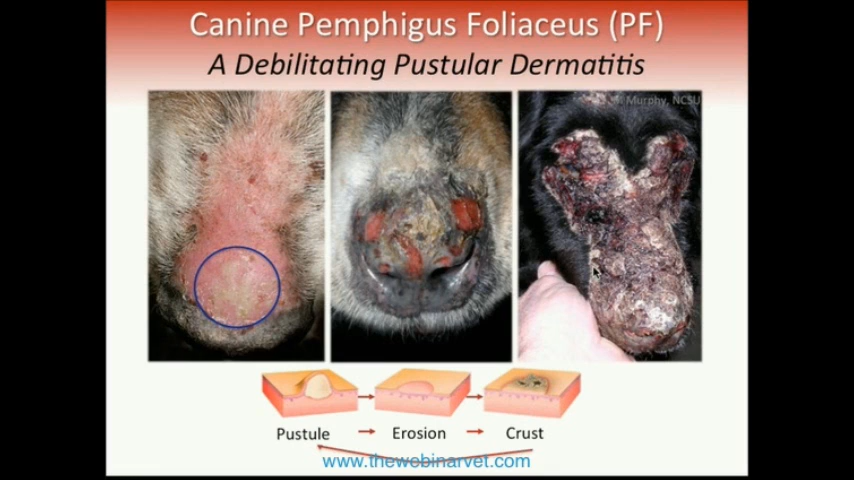 Canine Pemphigus Foliaceus (PF)
A Debilitating Pustular Dermatitis
Murphy, NCSU
Pustule
Erosion
Crust
www.thewebinarvet.com